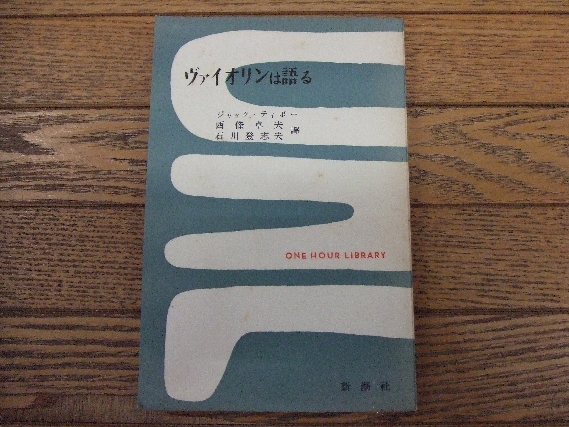 ヴァイオリンは語る
ジャック・ティボー
西條卓夫
石川登志夫 譯
ONE HOUR LIBRARY
新潮社